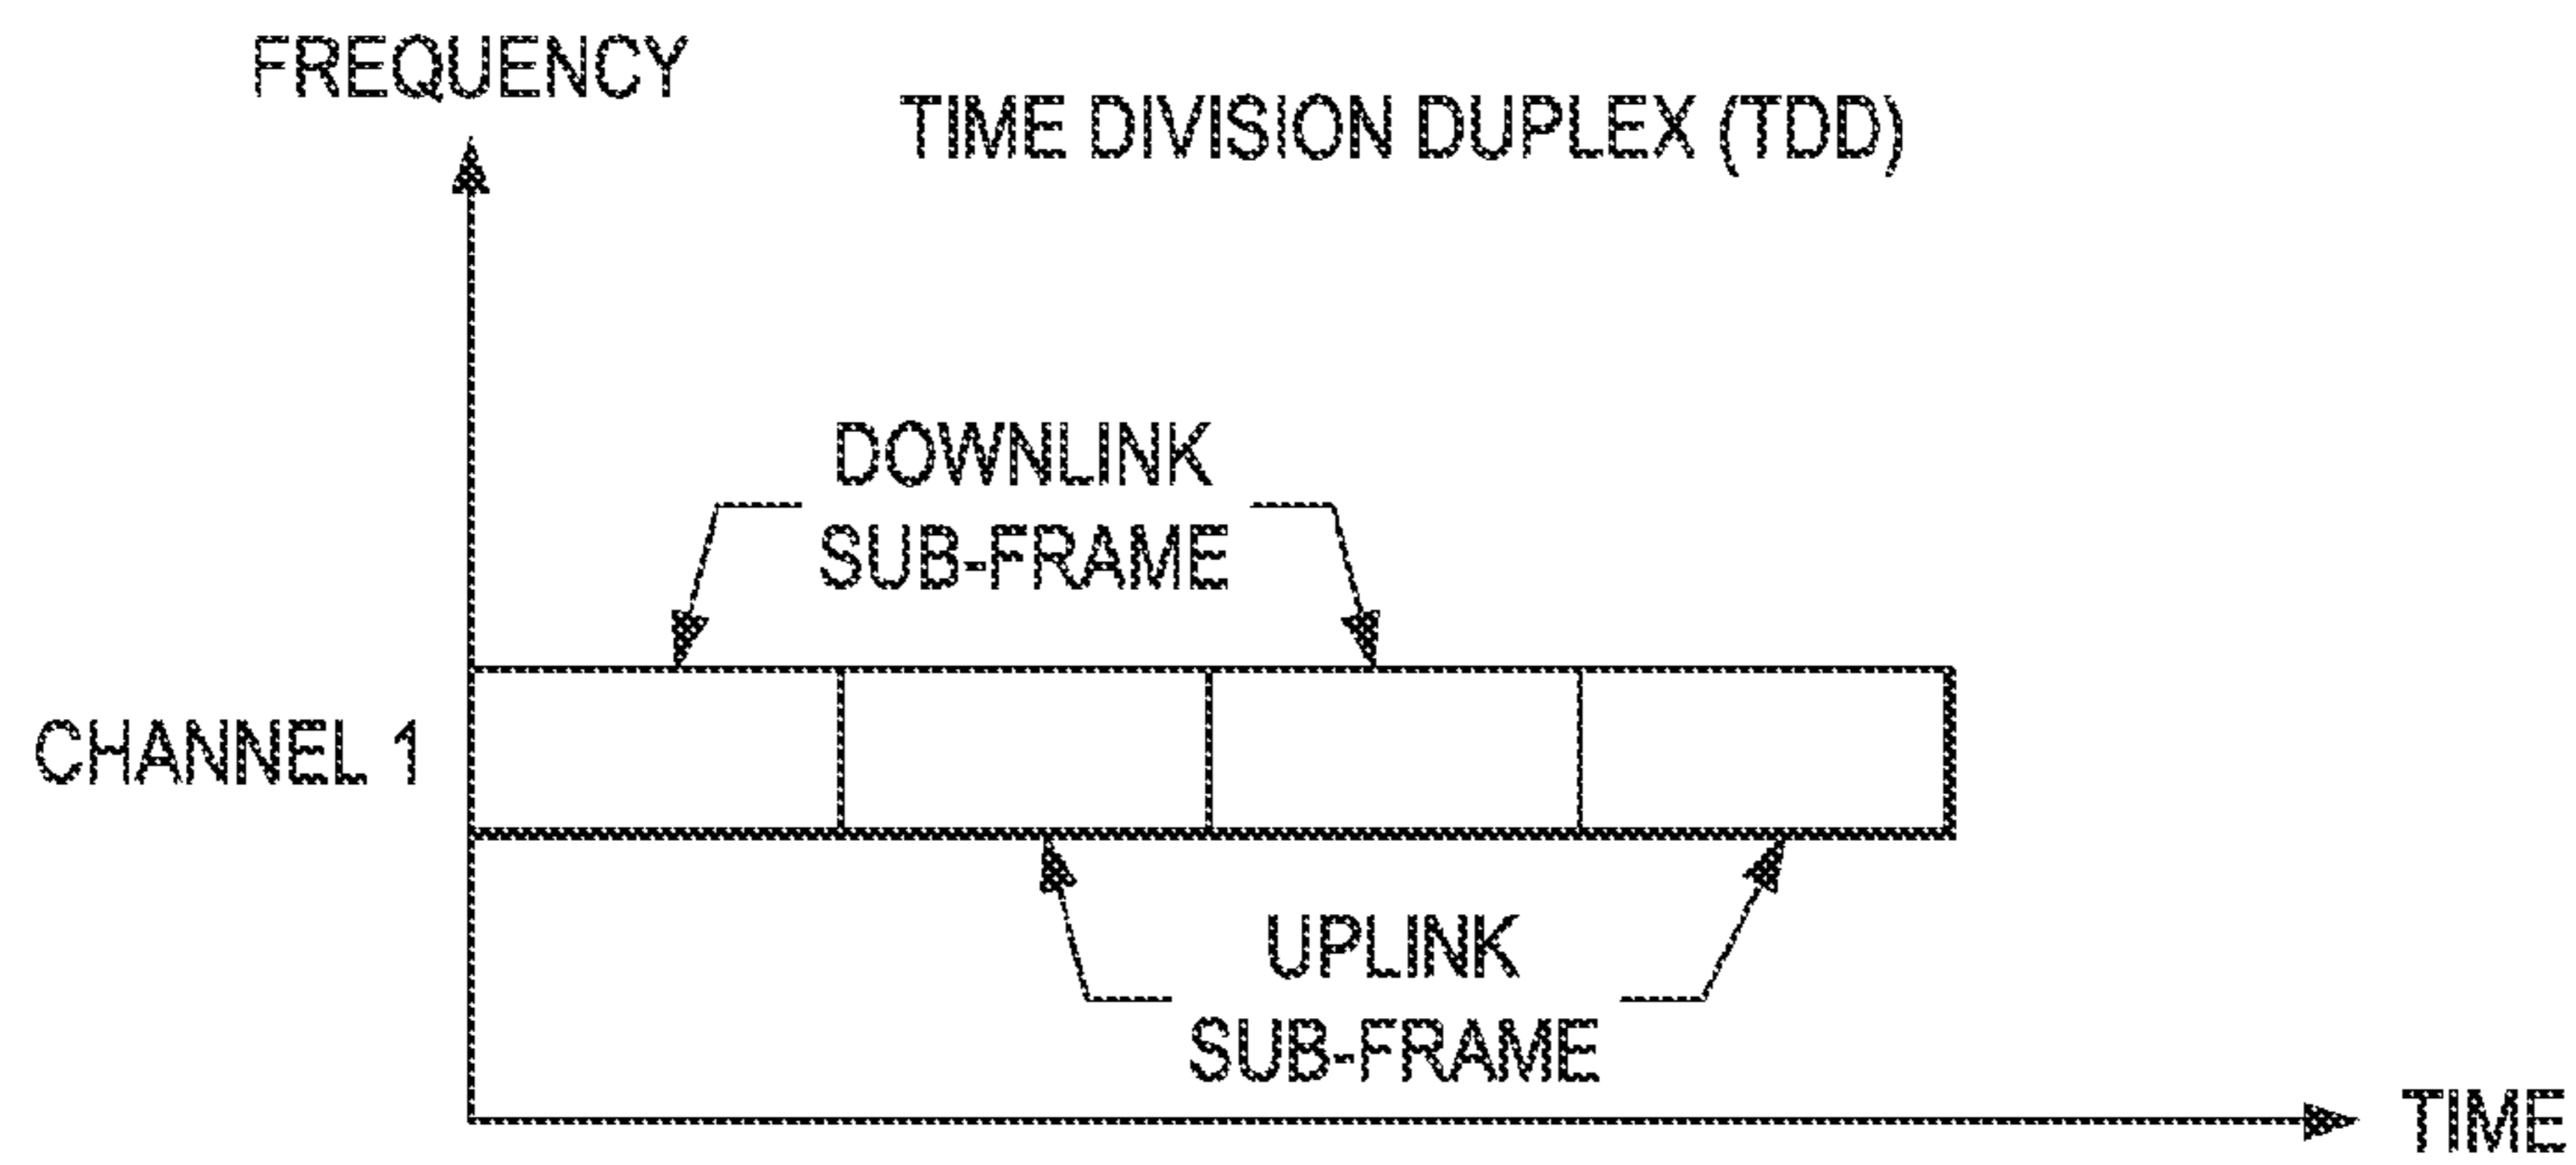 FREQUENCY
TIME DIVISION DUPLEX (TDD)
DOWNLINK
SUB-FRAME
CHANNEL 1
UPLINK
SUB-FRAME
TIME